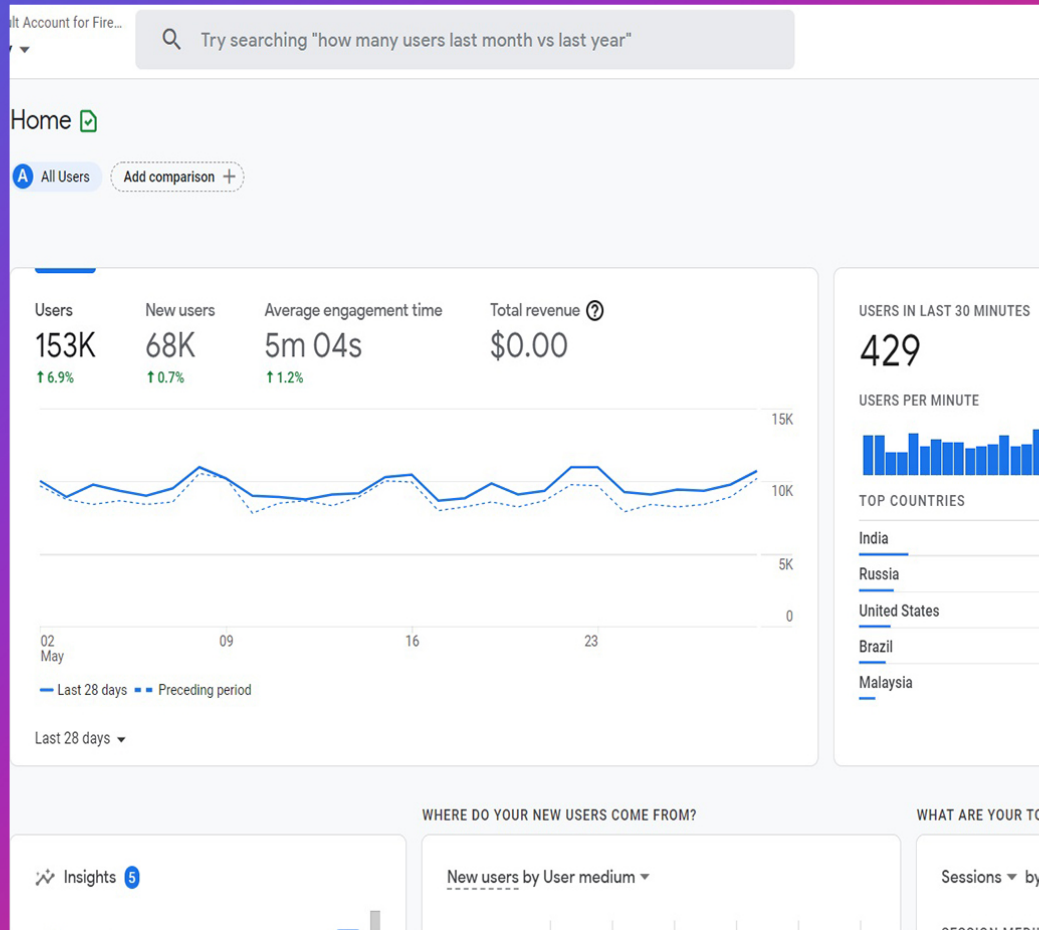 lt Account for Fire...
Try searching "how many users last month vs last year"
Home
A All Users Add comparison +
Users New users Average engagement time Total revenue ?
153K 68K 5m 04s $0.00
↑ 6.9% ↑ 0.7% ↑ 1.2%
15K
10K
5K
0
02 09 16 23
May
Last 28 days Preceding period
Last 28 days
USERS IN LAST 30 MINUTES
429
USERS PER MINUTE
TOP COUNTRIES
India
Russia
United States
Brazil
Malaysia
WHERE DO YOUR NEW USERS COME FROM?
WHAT ARE YOUR TO
Insights 5
New users by User medium
Sessions by